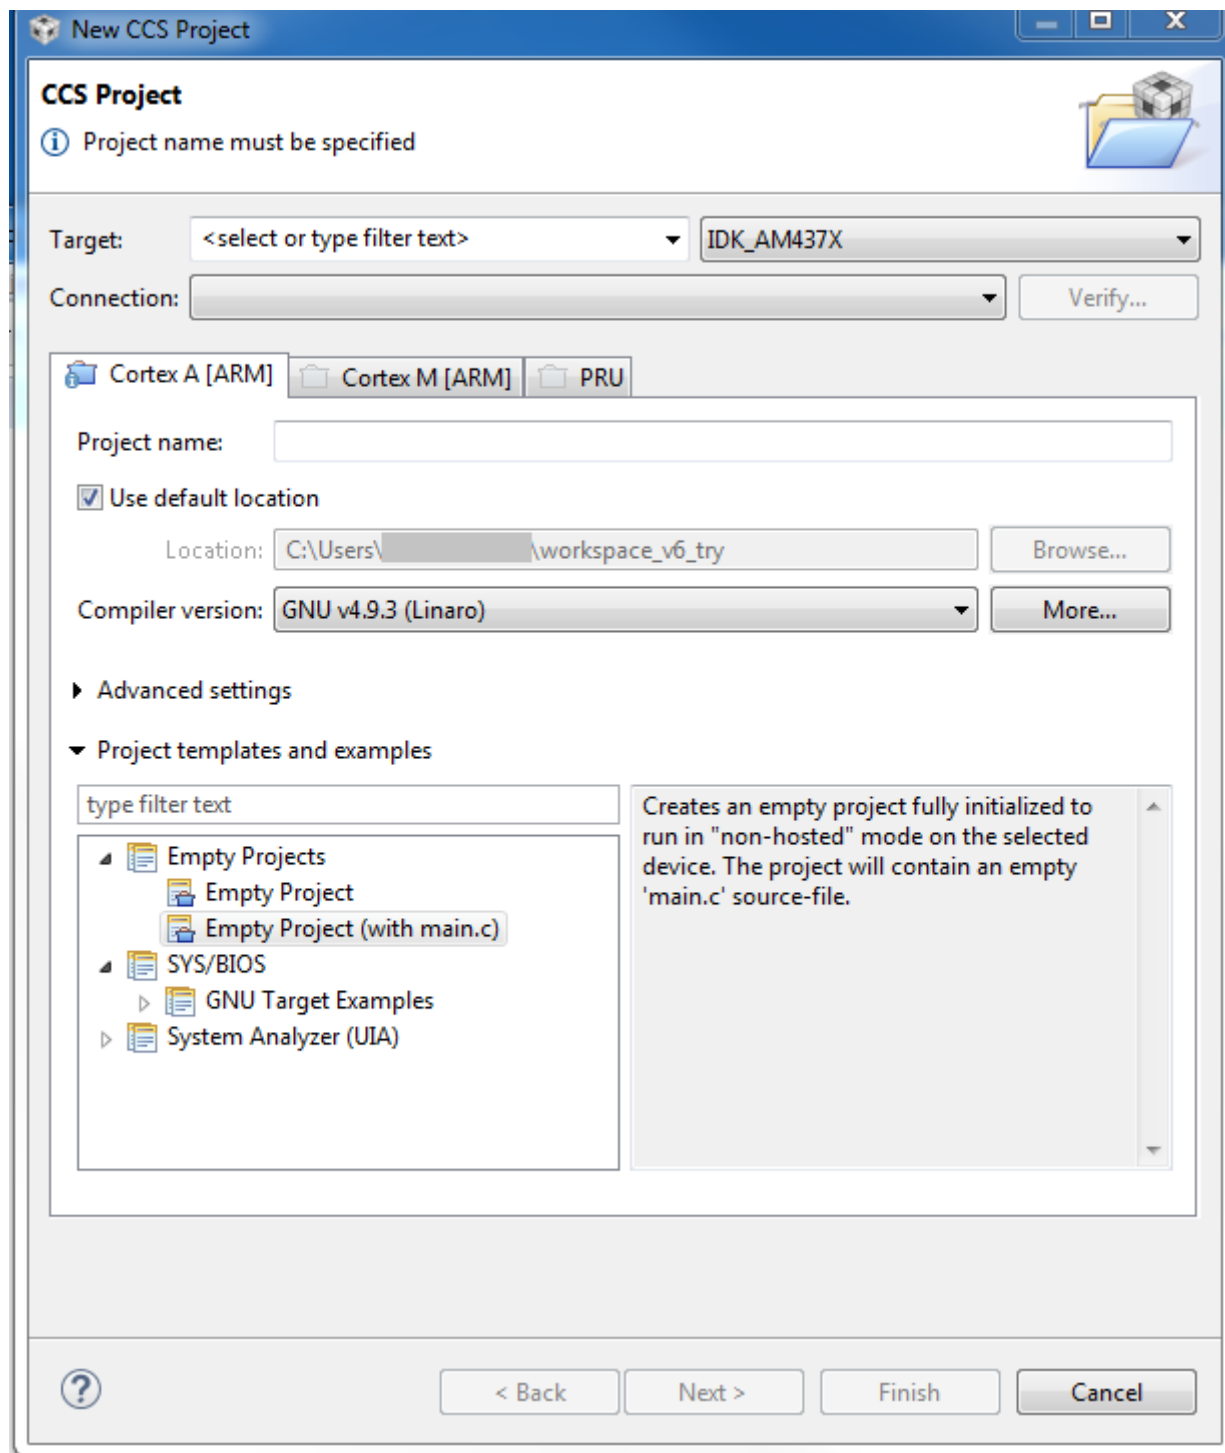 New CCS Project
CCS Project
Project name must be specified
Target: <select or type filter text> IDK_AM437X
Connection: Verify...
Cortex A [ARM] Cortex M [ARM] PRU
Project name:
Use default location
Location: C:\Users\ \workspace_v6_try Browse...
Compiler version: GNU v4.9.3 (Linaro) More...
Advanced settings
Project templates and examples
type filter text
Empty Projects
Empty Project
Empty Project (with main.c)
SYS/BIOS
GNU Target Examples
System Analyzer (UIA)
Creates an empty project fully initialized to
run in "non-hosted" mode on the selected
device. The project will contain an empty
'main.c' source-file.
< Back Next > Finish Cancel